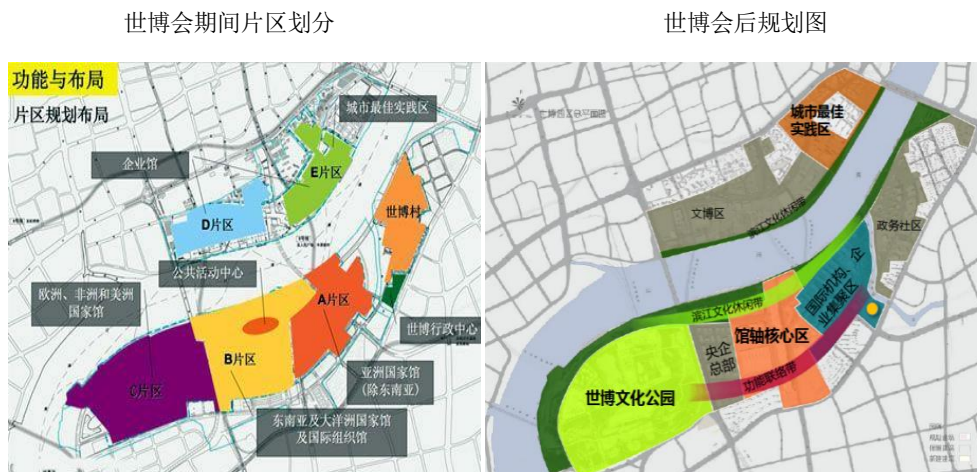 世博会期间片区划分
世博会后规划图
功能与布局
片区规划布局
城市最佳实践区
企业馆
E片区
世博村
D片区
公共活动中心
欧洲、非洲和美洲
国家馆
A片区
世博行政中心
B片区
C片区
亚洲国家馆
(除东南亚)
东南亚及大洋洲国家馆
及国际组织馆
城市最佳
实践区
文博区
滨江文化休闲带
政务社区
国际机构、企
业集聚区
滨江文化休闲带
馆轴核心区
央企
总部
功能联络带
世博文化公园